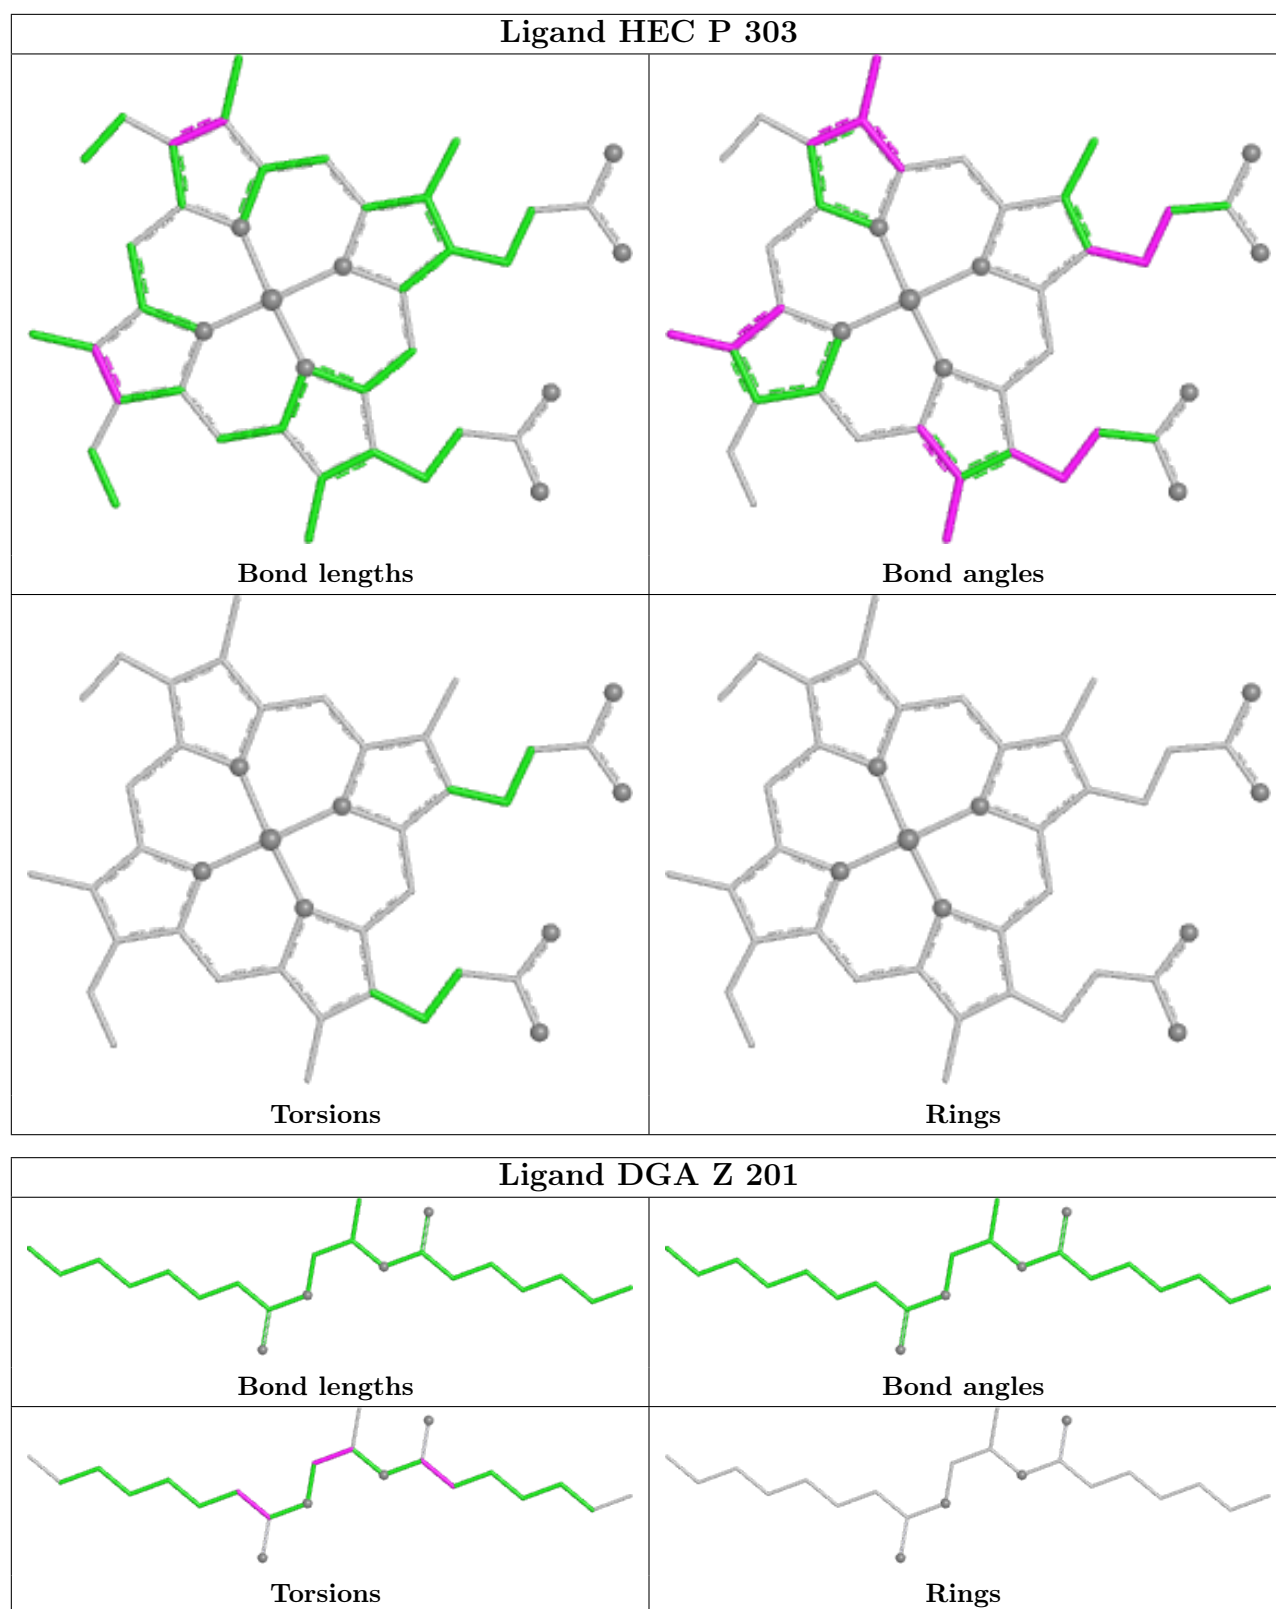 Ligand HEC P 303
Bond lengths
Bond angles
Torsions
Rings
Ligand DGA Z 201
Bond lengths
Bond angles
Torsions
Rings